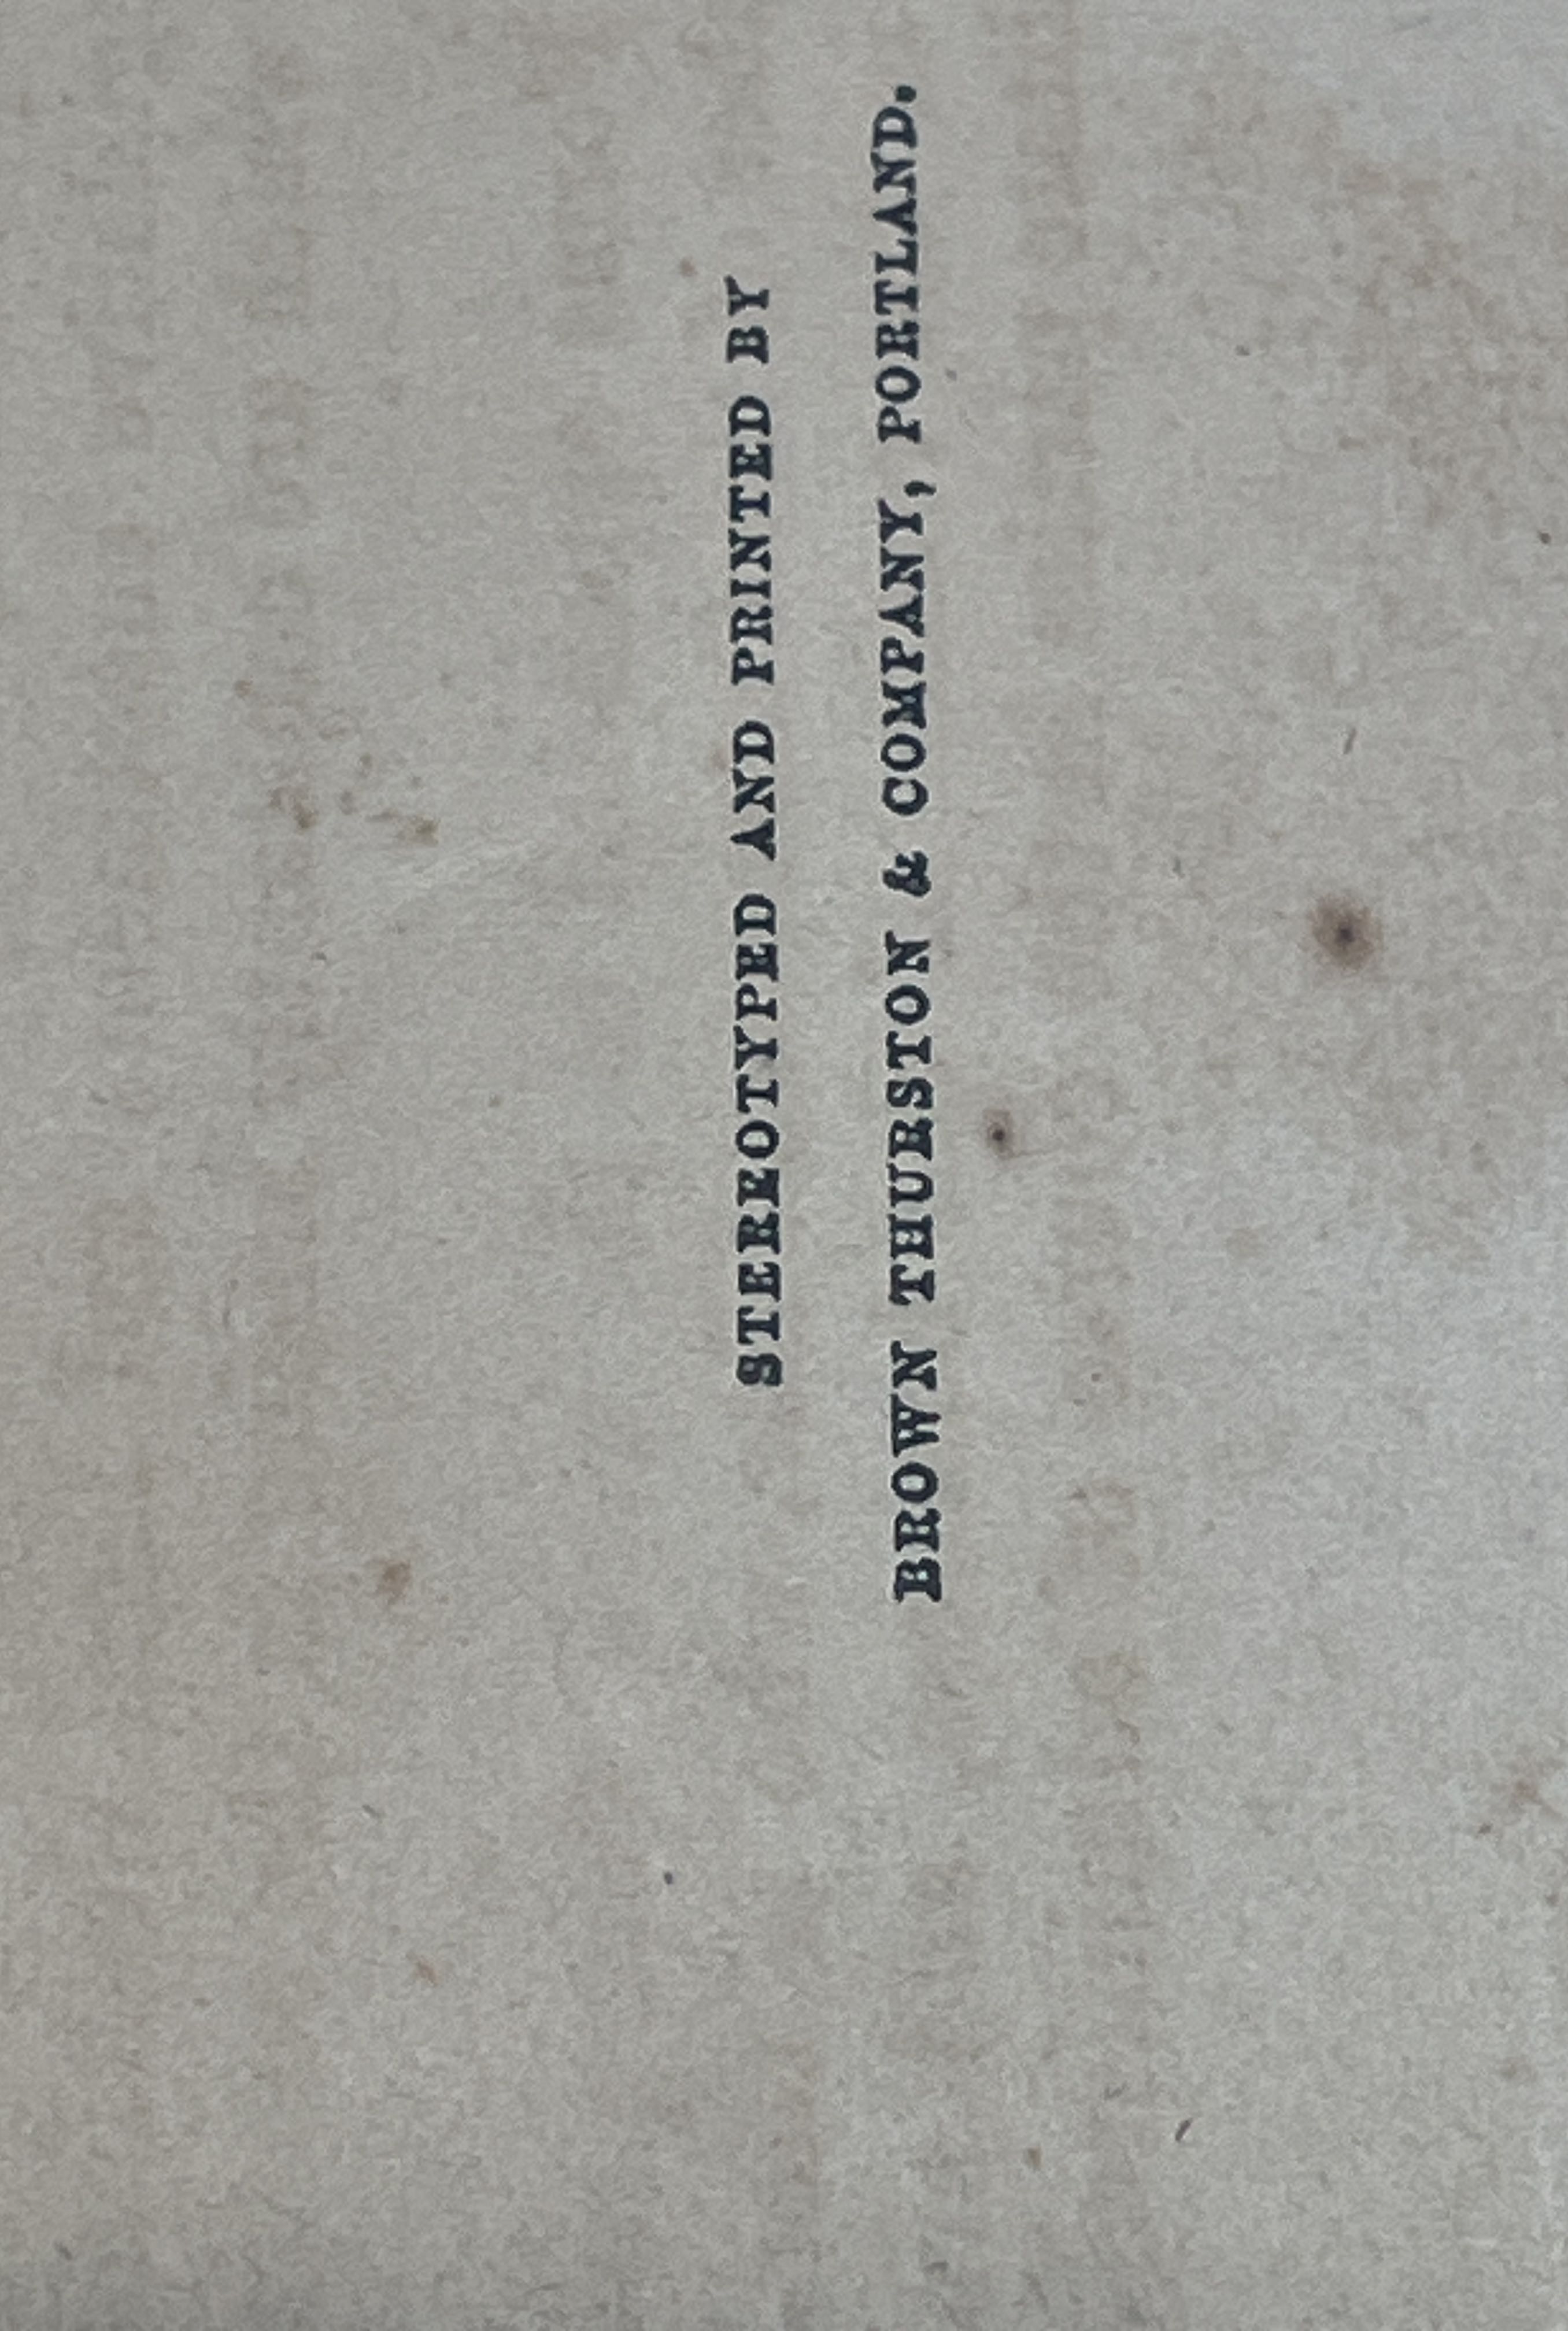 STEREOTYPED AND PRINTED BY
BROWN THURSTON & COMPANY, PORTLAND.